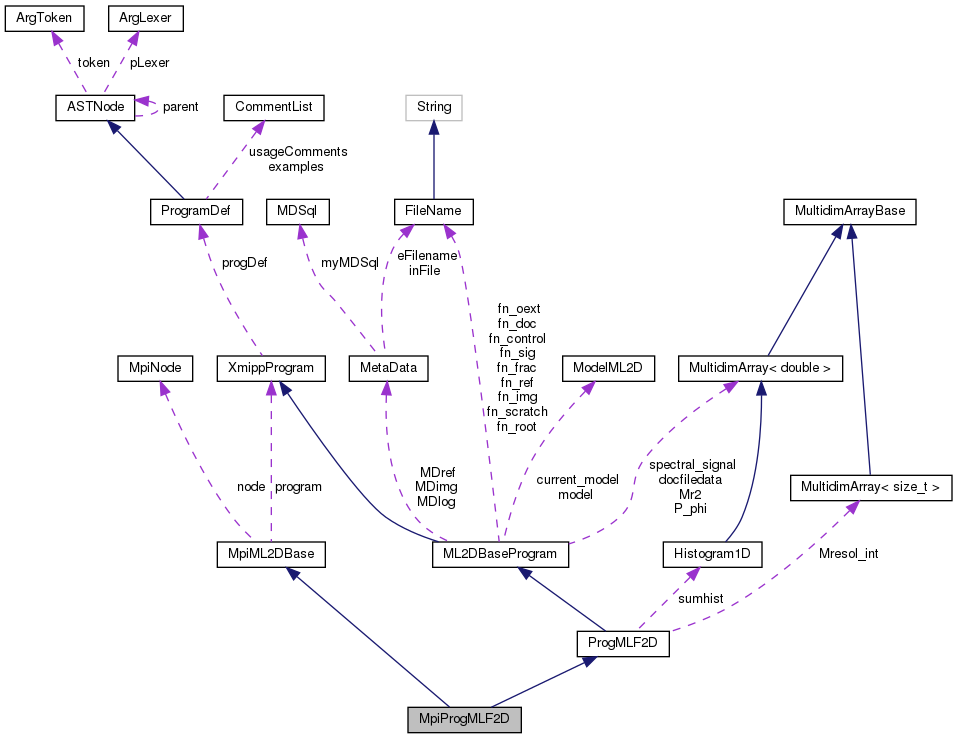 ArgToken
ArgLexer
token
pLexer
ASTNode
parent
CommentList
String
usageComments
examples
ProgramDef
MDSql
FileName
MultidimArrayBase
progDef
myMDSql
eFilename
inFile
fn_oext
fn_doc
fn_control
fn_sig
fn_frac
fn_ref
fn_img
fn_scratch
fn_root
MpiNode
XmippProgram
MetaData
ModelML2D
MultidimArray< double >
node
program
MDref
MDimg
MDlog
current_model
model
spectral_signal
docfiledata
Mr2
P_phi
MultidimArray< size_t >
MpiML2DBase
ML2DBaseProgram
Histogram1D
Mresol_int
sumhist
ProgMLF2D
MpiProgMLF2D